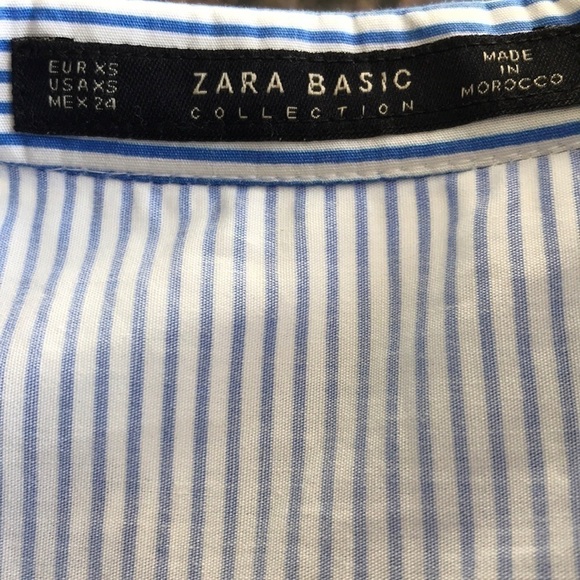 EUR XS
USA XS
MEX 24
ZARA BASIC
COLLECTION
MADE
IN
MOROCCO